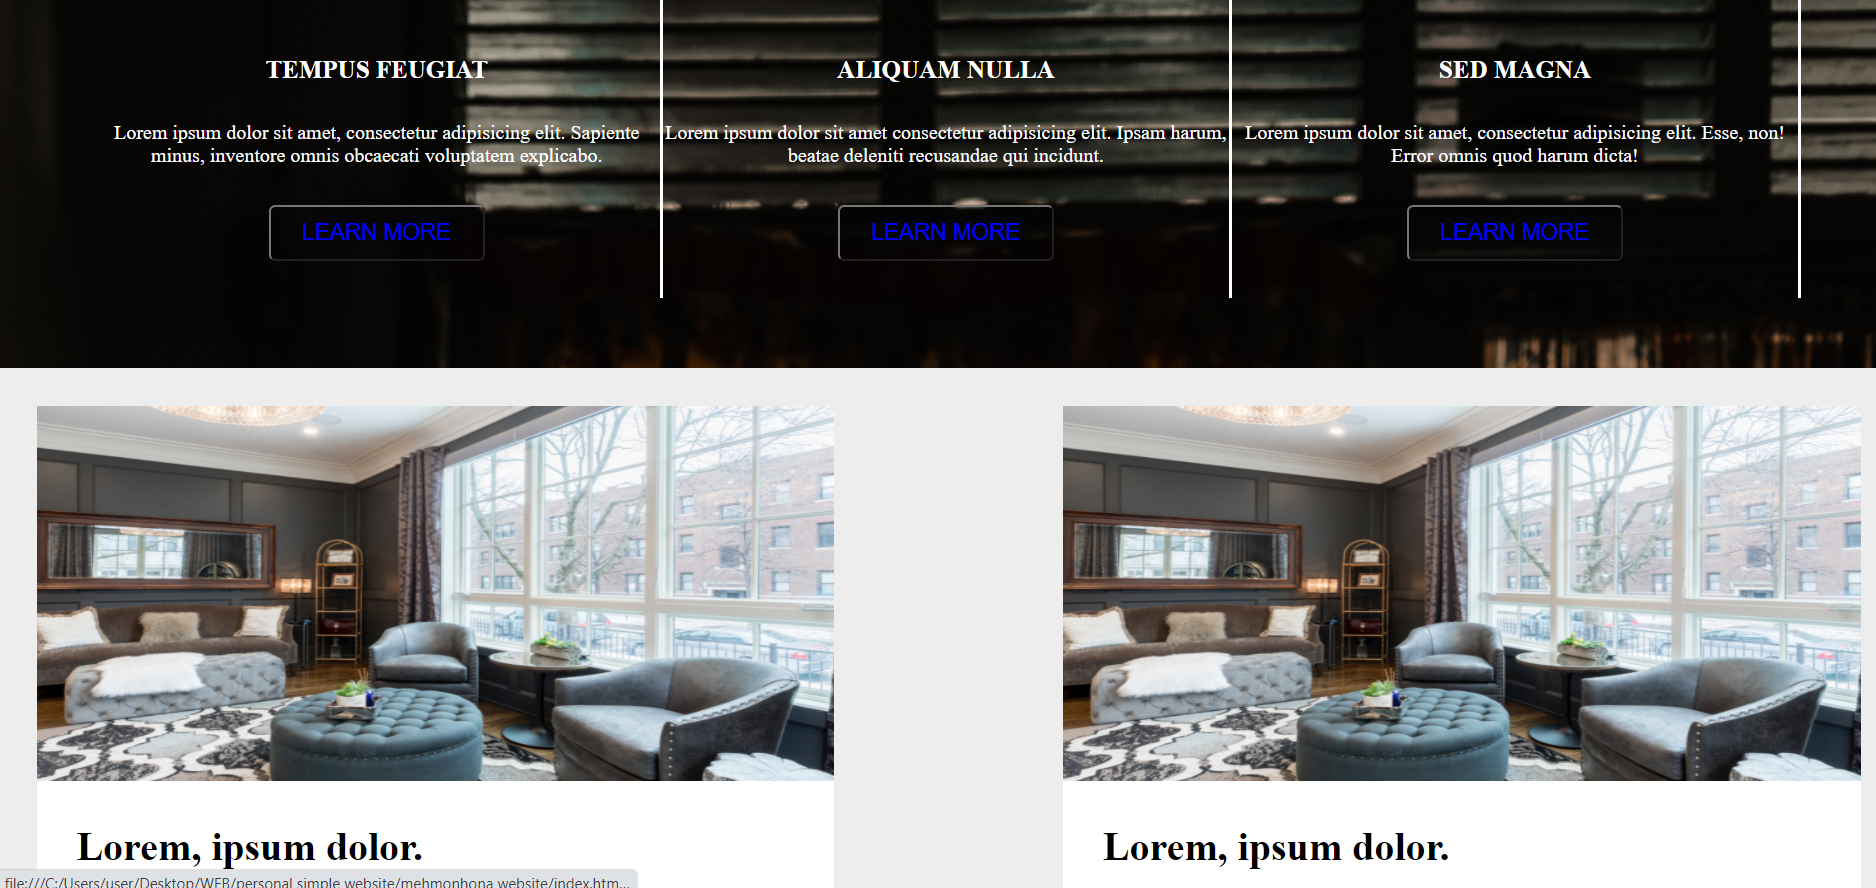 TEMPUS FEUGIAT
Lorem ipsum dolor sit amet, consectetur adipisicing elit. Sapiente
minus, inventore omnis obcaecati voluptatem explicabo.
LEARN MORE
ALIQUAM NULLA
Lorem ipsum dolor sit amet consectetur adipisicing elit. Ipsam harum,
beatae deleniti recusandae qui incidunt.
LEARN MORE
SED MAGNA
Lorem ipsum dolor sit amet, consectetur adipisicing elit. Esse, non!
Error omnis quod harum dicta!
LEARN MORE
Lorem, ipsum dolor.
Lorem, ipsum dolor.
file:///C:/Users/user/Desktop/WEB/personal simple website/mehmonhona website/index.htm...